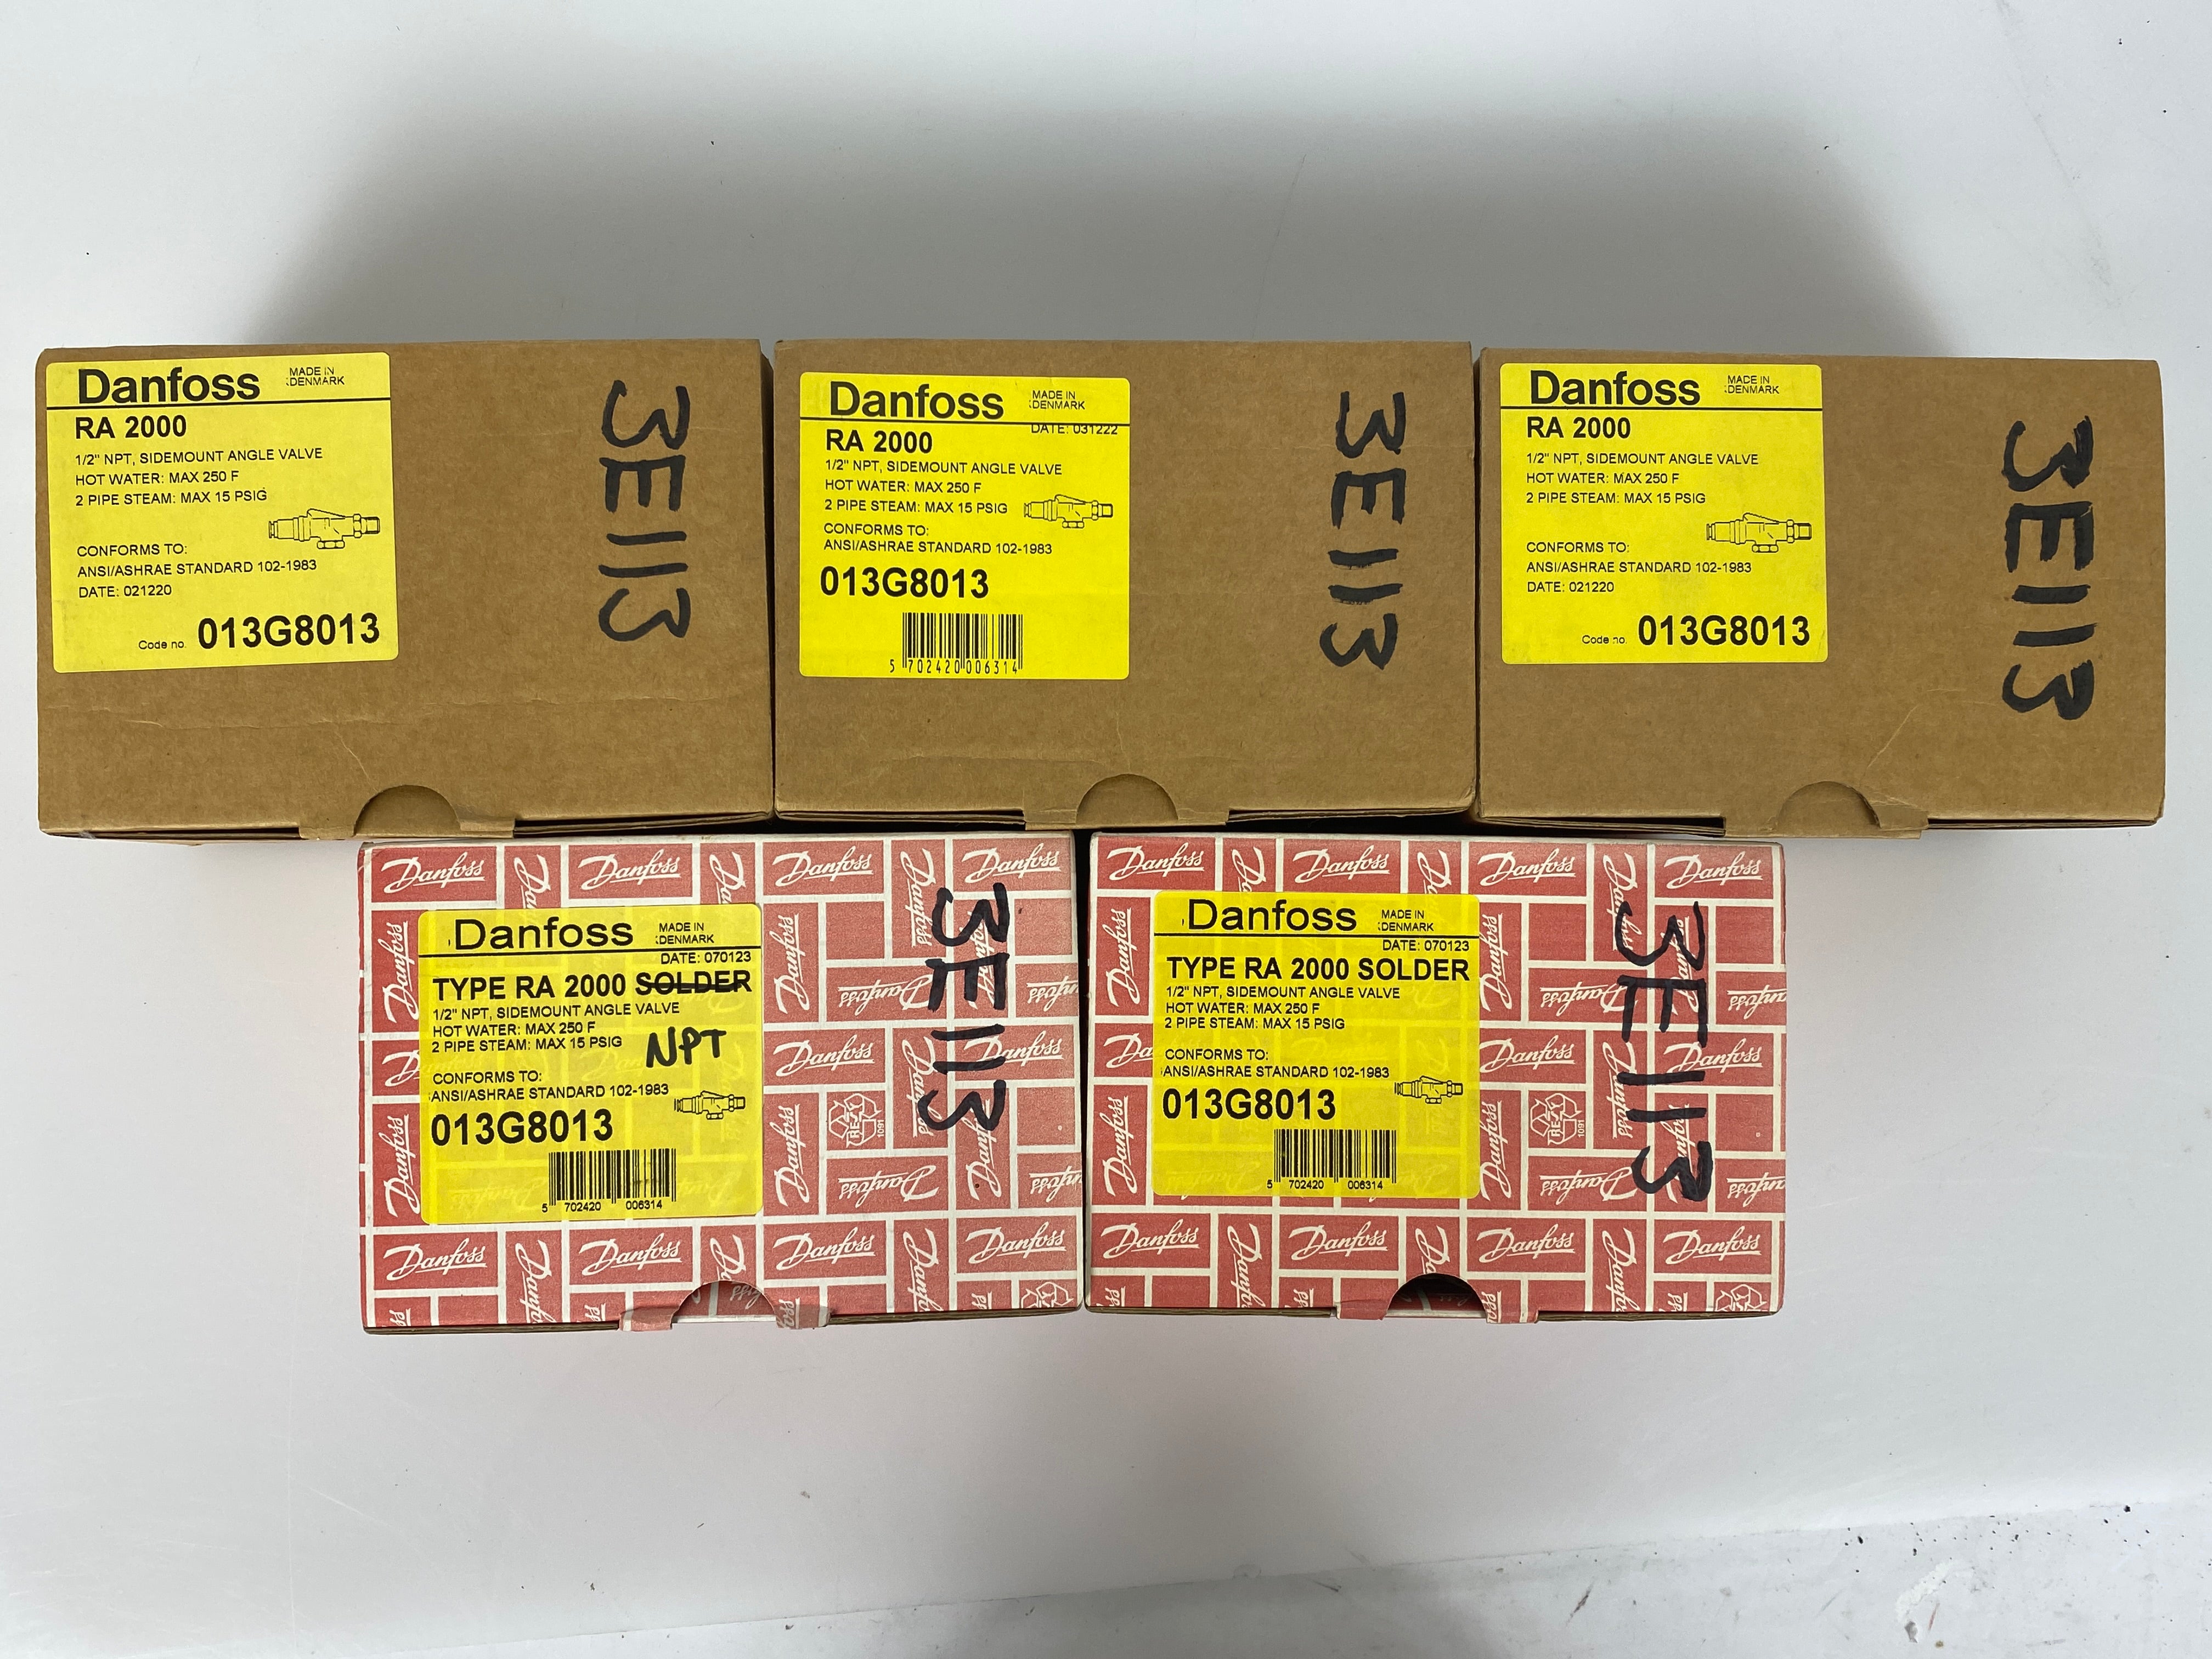 Danfoss MADE IN DENMARK
RA 2000
1/2" NPT, SIDEMOUNT ANGLE VALVE
HOT WATER: MAX 250 F
2 PIPE STEAM: MAX 15 PSIG
CONFORMS TO:
ANSI/ASHRAE STANDARD 102-1983
DATE: 021220
Code no. 013G8013
3E113
Danfoss MADE IN DENMARK
DATE: 031222
RA 2000
1/2" NPT, SIDEMOUNT ANGLE VALVE
HOT WATER: MAX 250 F
2 PIPE STEAM: MAX 15 PSIG
CONFORMS TO:
ANSI/ASHRAE STANDARD 102-1983
013G8013
5 702420 006314
3E113
Danfoss MADE IN DENMARK
RA 2000
1/2" NPT, SIDEMOUNT ANGLE VALVE
HOT WATER: MAX 250 F
2 PIPE STEAM: MAX 15 PSIG
CONFORMS TO:
ANSI/ASHRAE STANDARD 102-1983
DATE: 021220
Code no. 013G8013
3E113
Danfoss MADE IN DENMARK
DATE: 070123
TYPE RA 2000 SOLDER
1/2" NPT, SIDEMOUNT ANGLE VALVE
HOT WATER: MAX 250 F
2 PIPE STEAM: MAX 15 PSIG
NPT
CONFORMS TO:
ANSI/ASHRAE STANDARD 102-1983
013G8013
5 702420 006314
3E113
Danfoss MADE IN DENMARK
DATE: 070123
TYPE RA 2000 SOLDER
1/2" NPT, SIDEMOUNT ANGLE VALVE
HOT WATER: MAX 250 F
2 PIPE STEAM: MAX 15 PSIG
CONFORMS TO:
ANSI/ASHRAE STANDARD 102-1983
013G8013
5 702420 006314
3E113